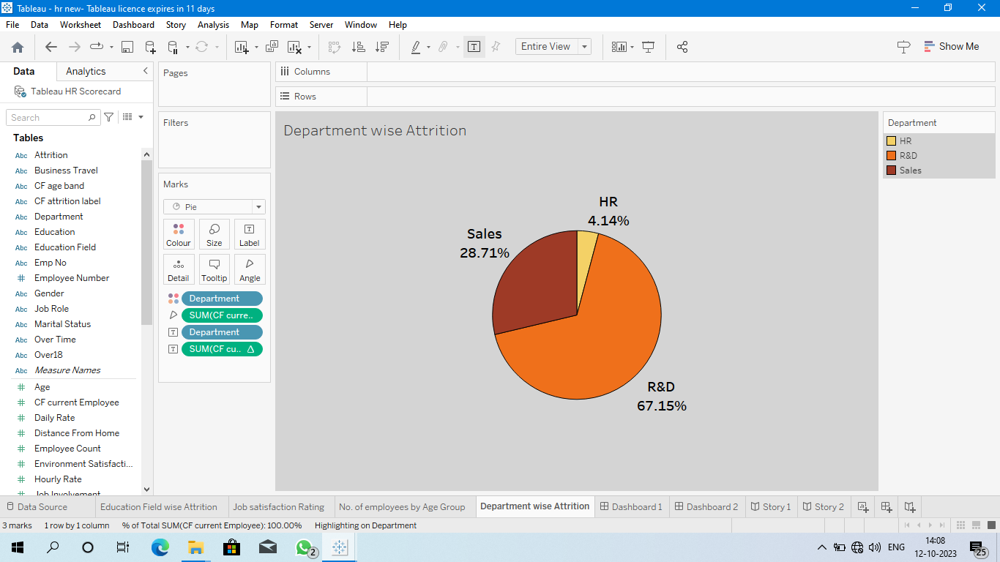 Tableau - hr new- Tableau licence expires in 11 days
File Data Worksheet Dashboard Story Analysis Map Format Server Window Help
Entire View
Show Me
Data Analytics
Tableau HR Scorecard
Search
Tables
Abc Attrition
Abc Business Travel
Abc CF age band
Abc CF attrition label
Abc Department
Abc Education
Abc Education Field
Abc Emp No
# Employee Number
Abc Gender
Abc Job Role
Abc Marital Status
Abc Over Time
Abc Over18
Abc Measure Names
# Age
# CF current Employee
# Daily Rate
# Distance From Home
# Employee Count
# Environment Satisfacti...
# Hourly Rate
# Job Involvement
Pages
Filters
Marks
Pie
Colour Size Label
Detail Tooltip Angle
Department
SUM(CF curre..
Department
SUM(CF cu..
Columns
Rows
Department wise Attrition
HR
4.14%
Sales
28.71%
R&D
67.15%
Department
HR
R&D
Sales
Data Source Education Field wise Attrition Job satisfaction Rating No. of employees by Age Group Department wise Attrition Dashboard 1 Dashboard 2 Story 1 Story 2
3 marks 1 row by 1 column % of Total SUM(CF current Employee): 100.00% Highlighting on Department
2
ENG
14:08
12-10-2023
25